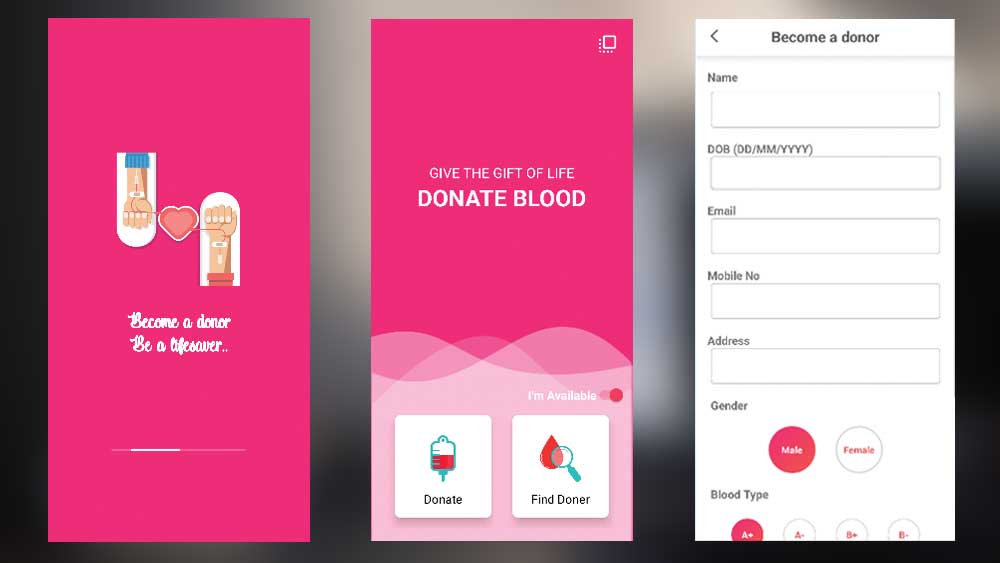 Become a donor
Be a lifesaver..
GIVE THE GIFT OF LIFE
DONATE BLOOD
I'm Available
Donate
Find Doner
Become a donor
Name
DOB (DD/MM/YYYY)
Email
Mobile No
Address
Gender
Male
Female
Blood Type
A+
A-
B+
B-